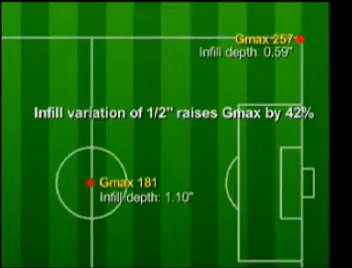 Gmax 257
Infill depth: 0.59"
Infill variation of 1/2" raises Gmax by 42%
Gmax 181
Infill depth: 1.10"